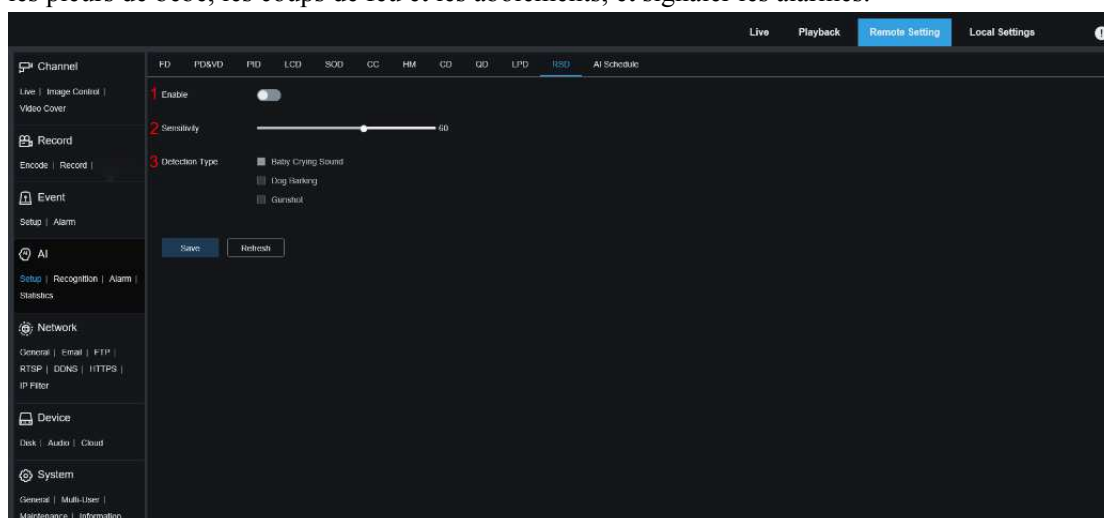 les pleurs de bébé, les coups de feu et les aboiements, et signaler les alarmes.
Live Playback Remote Setting Local Settings
Channel
Live | Image Control |
Video Cover
Record
Encode | Record |
Event
Setup | Alarm
AI
Setup | Recognition | Alarm |
Statistics
Network
General | Email | FTP |
RTSP | DDNS | HTTPS |
IP Filter
Device
Disk | Audio | Cloud
System
General | Multi-User |
Maintenance | Information
FD PD&VD PID LCD SOD CC HM CD QD LPD RSD AI Schedule
1 Enable
2 Sensitivity 60
3 Detection Type Baby Crying Sound
Dog Barking
Gunshot
Save Refresh